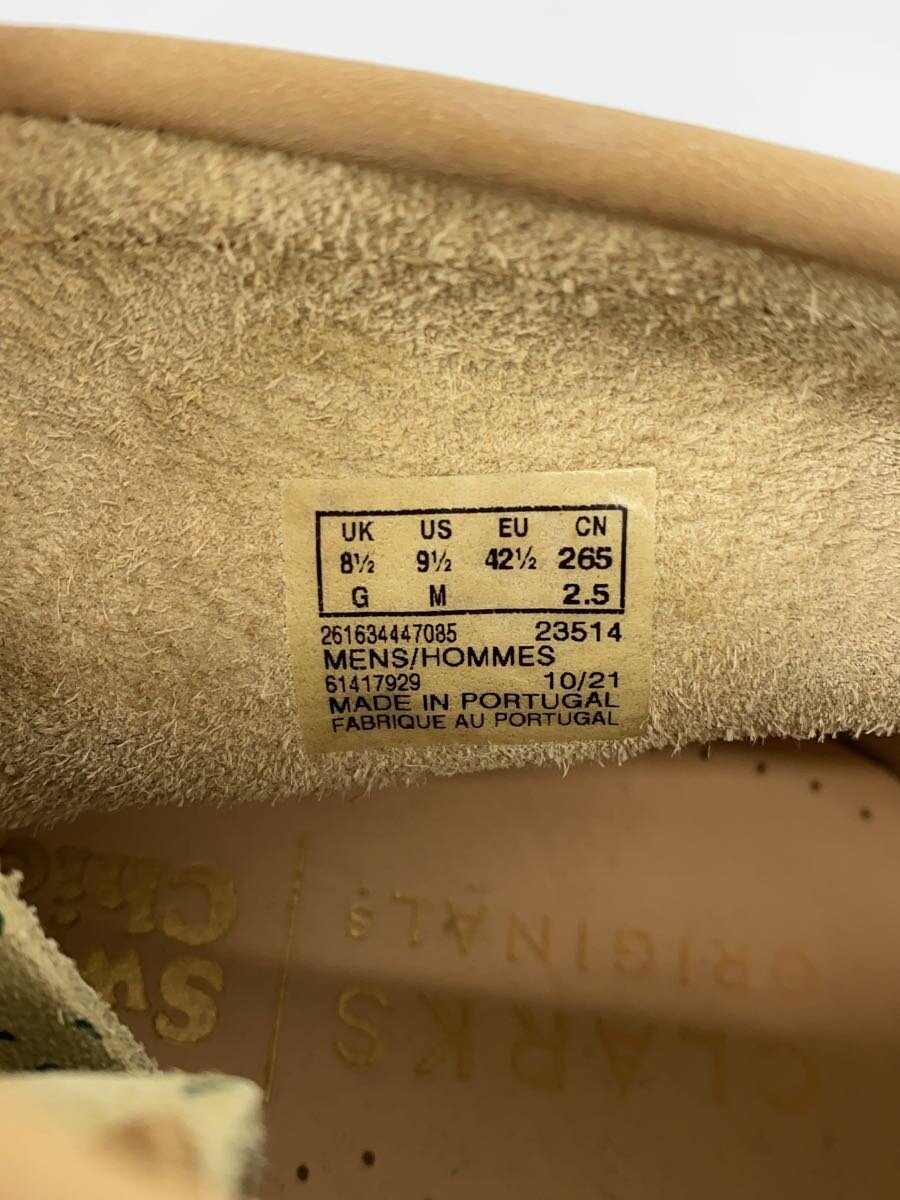 UK US EU CN
8½ 9½ 42½ 265
G M 2.5
261634447085 23514
MENS/HOMMES
61417929 10/21
MADE IN PORTUGAL
FABRIQUE AU PORTUGAL
CLARKS
ORIGINALS